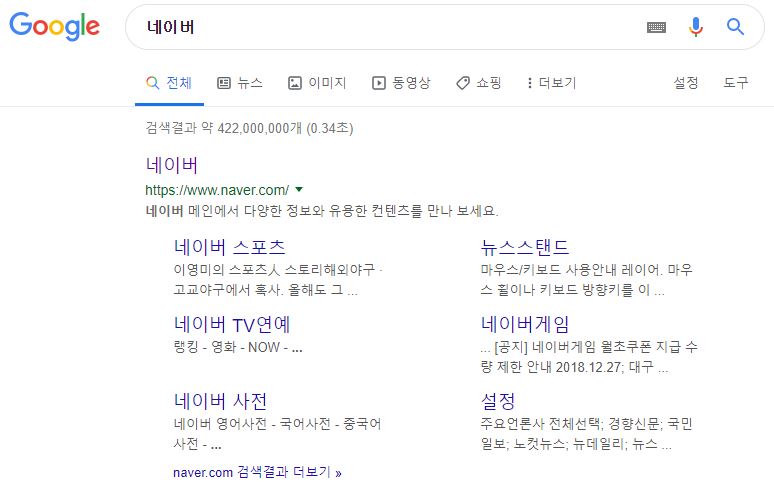 Google 네이버
전체 뉴스 이미지 동영상 쇼핑 더보기 설정 도구
검색결과 약 422,000,000개 (0.34초)
네이버
https://www.naver.com/
네이버 메인에서 다양한 정보와 유용한 컨텐츠를 만나 보세요.
네이버 스포츠
이영미의 스포츠人 스토리해외야구 ·
고교야구에서 혹사. 올해도 그 ...
뉴스스탠드
마우스/키보드 사용안내 레이어. 마우
스 휠이나 키보드 방향키를 이 ...
네이버 TV연예
랭킹 - 영화 - NOW - ...
네이버게임
... [공지] 네이버게임 월초쿠폰 지급 수
량 제한 안내 2018.12.27; 대구 ...
네이버 사전
네이버 영어사전 - 국어사전 - 중국어
사전 - ...
설정
주요언론사 전체선택; 경향신문; 국민
일보; 노컷뉴스; 뉴데일리; 뉴스 ...
naver.com 검색결과 더보기 »